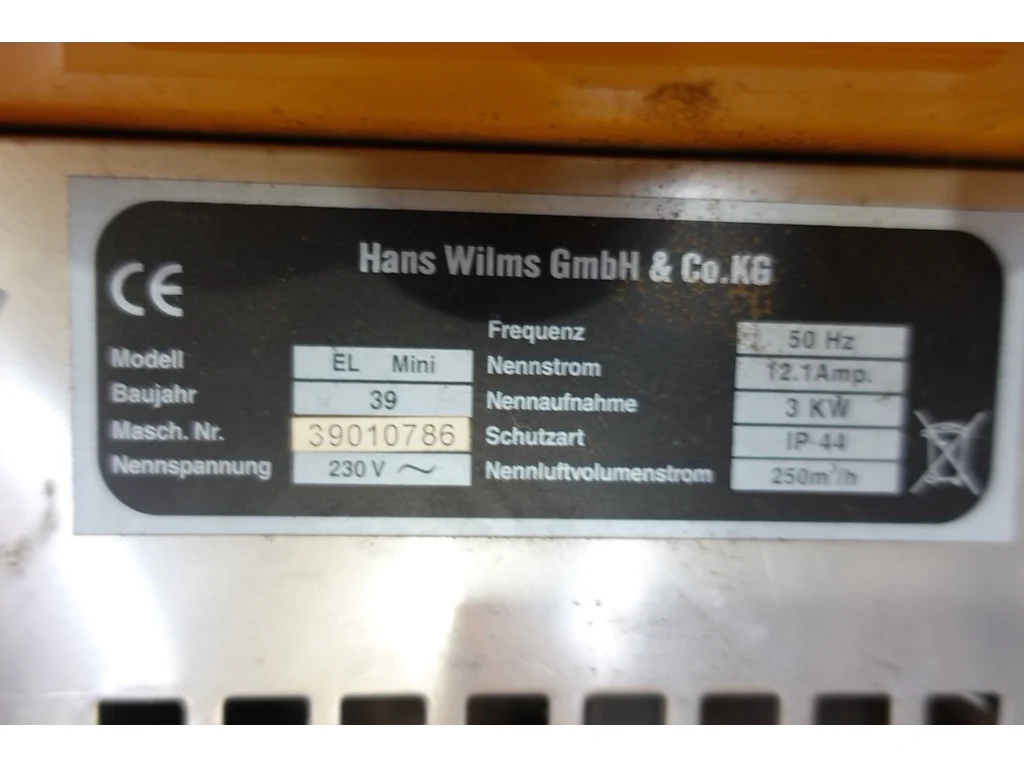 CE
Hans Wilms GmbH & Co.KG
Modell EL Mini
Baujahr 39
Masch. Nr. 39010786
Nennspannung 230 V ~
Frequenz 50 Hz
Nennstrom 12.1Amp.
Nennaufnahme 3 KW
Schutzart IP-44
Nennluftvolumenstrom 250m³/h